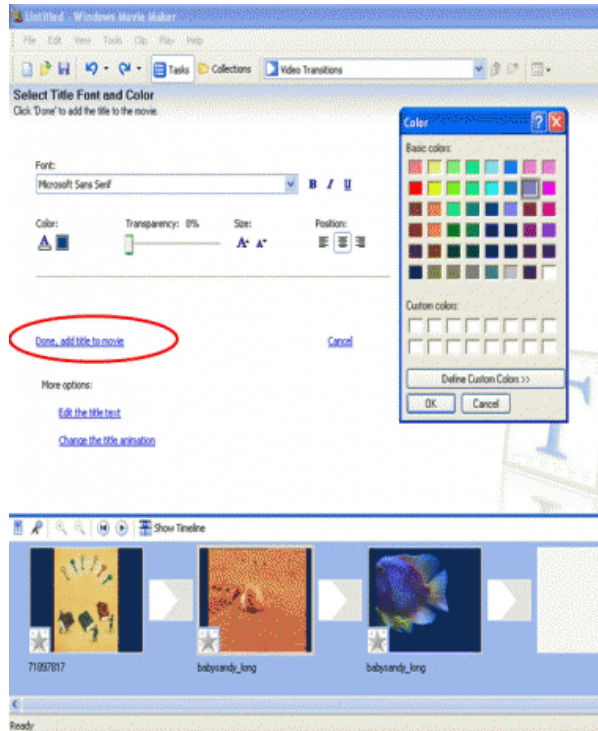 Untitled - Windows Movie Maker
File Edit View Tools Clip Play Help
Tasks Collections Video Transitions
Select Title Font and Color
Click 'Done' to add the title to the movie.
Font:
Microsoft Sans Serif
B I U
Color: Transparency: 0% Size: Position:
A A A
Done, add title to movie
Cancel
More options:
Edit the title text
Change the title animation
Color
Basic colors:
Custom colors:
Define Custom Colors >>
OK Cancel
T
Show Timeline
71897817 babysandy_long babysandy_long
Ready